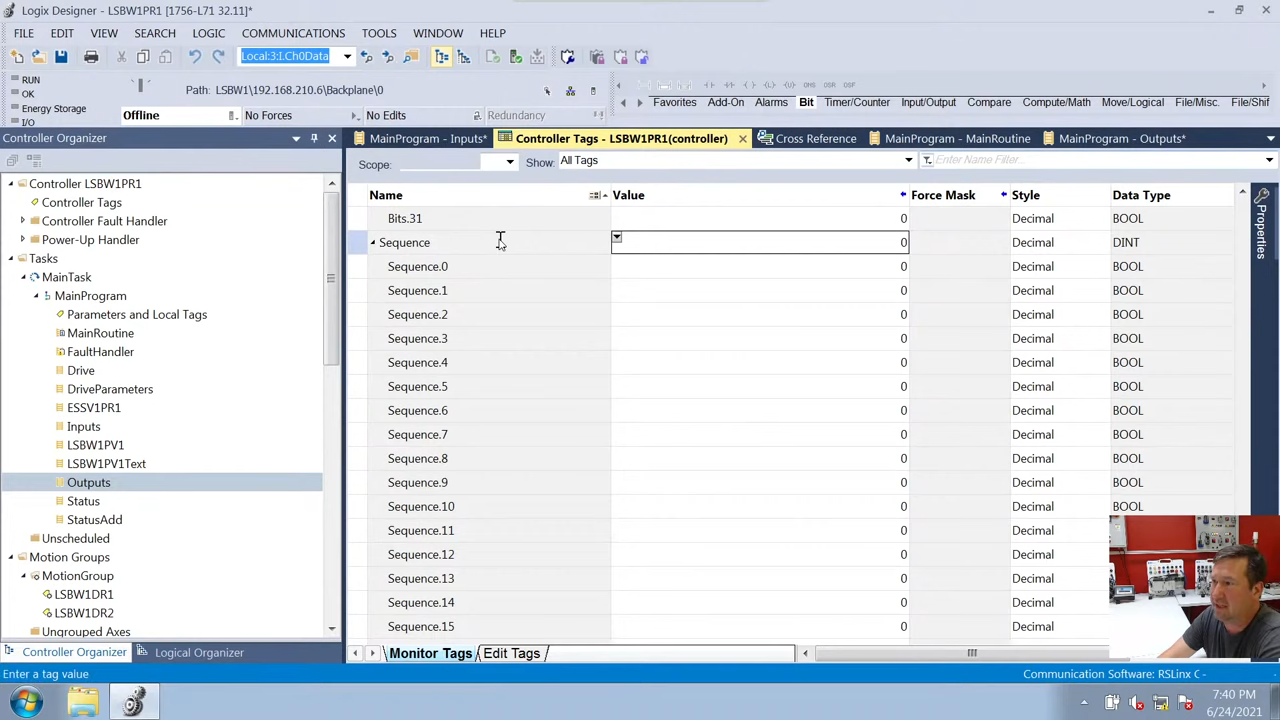 Logix Designer - LSBW1PR1 [1756-L71 32.11]*
FILE EDIT VIEW SEARCH LOGIC COMMUNICATIONS TOOLS WINDOW HELP
Local:3:I.Ch0Data
RUN
OK
Energy Storage
I/O
Path: LSBW1\192.168.210.6\Backplane\0
Offline No Forces No Edits Redundancy
Favorites Add-On Alarms Bit Timer/Counter Input/Output Compare Compute/Math Move/Logical File/Misc. File/Shif
Controller Organizer
MainProgram - Inputs* Controller Tags - LSBW1PR1(controller) Cross Reference MainProgram - MainRoutine MainProgram - Outputs*
Scope: Show: All Tags Enter Name Filter...
Controller LSBW1PR1
Controller Tags
Controller Fault Handler
Power-Up Handler
Tasks
MainTask
MainProgram
Parameters and Local Tags
MainRoutine
FaultHandler
Drive
DriveParameters
ESSV1PR1
Inputs
LSBW1PV1
LSBW1PV1Text
Outputs
Status
StatusAdd
Unscheduled
Motion Groups
MotionGroup
LSBW1DR1
LSBW1DR2
Ungrouped Axes
Controller Organizer Logical Organizer
Name Value Force Mask Style Data Type
Bits.31 0 Decimal BOOL
Sequence 0 Decimal DINT
Sequence.0 0 Decimal BOOL
Sequence.1 0 Decimal BOOL
Sequence.2 0 Decimal BOOL
Sequence.3 0 Decimal BOOL
Sequence.4 0 Decimal BOOL
Sequence.5 0 Decimal BOOL
Sequence.6 0 Decimal BOOL
Sequence.7 0 Decimal BOOL
Sequence.8 0 Decimal BOOL
Sequence.9 0 Decimal BOOL
Sequence.10 0 Decimal BOOL
Sequence.11 0 Decimal
Sequence.12 0 Decimal
Sequence.13 0 Decimal
Sequence.14 0 Decimal
Sequence.15 0 Decimal
Properties
Monitor Tags Edit Tags
Enter a tag value
Communication Software: RSLinx C
7:40 PM
6/24/2021